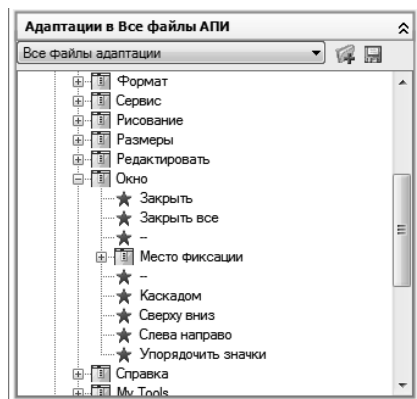 Адаптации в Все файлы АПИ
Все файлы адаптации
Формат
Сервис
Рисование
Размеры
Редактировать
Окно
Закрыть
Закрыть все
--
Место фиксации
--
Каскадом
Сверху вниз
Слева направо
Упорядочить значки
Справка
My Tools